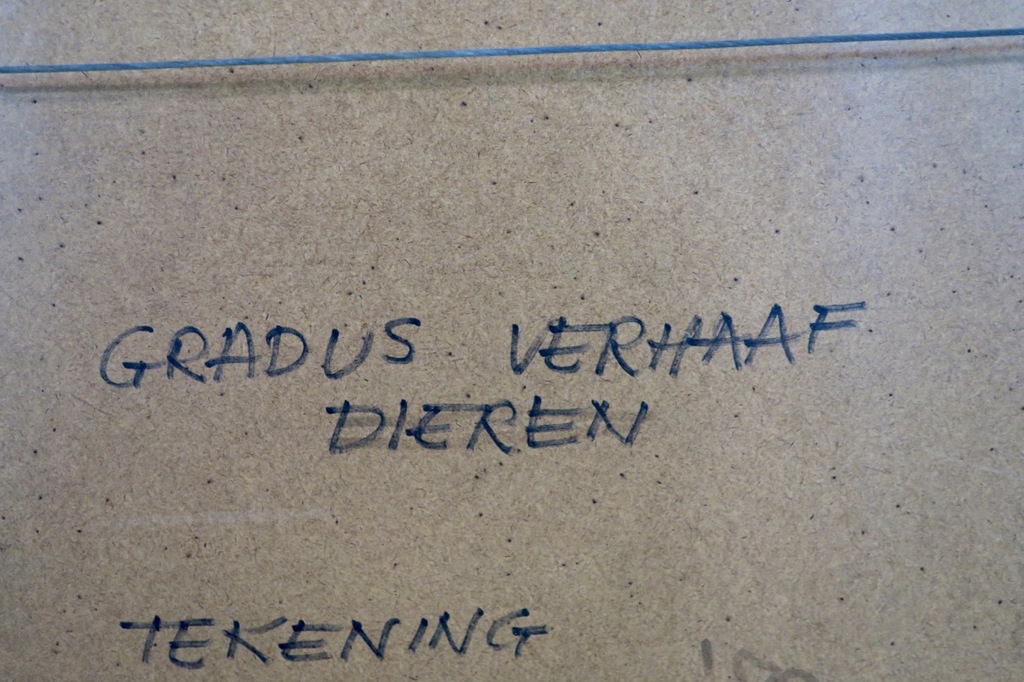 GRADUS VERHAAF
DIEREN
TEKENING